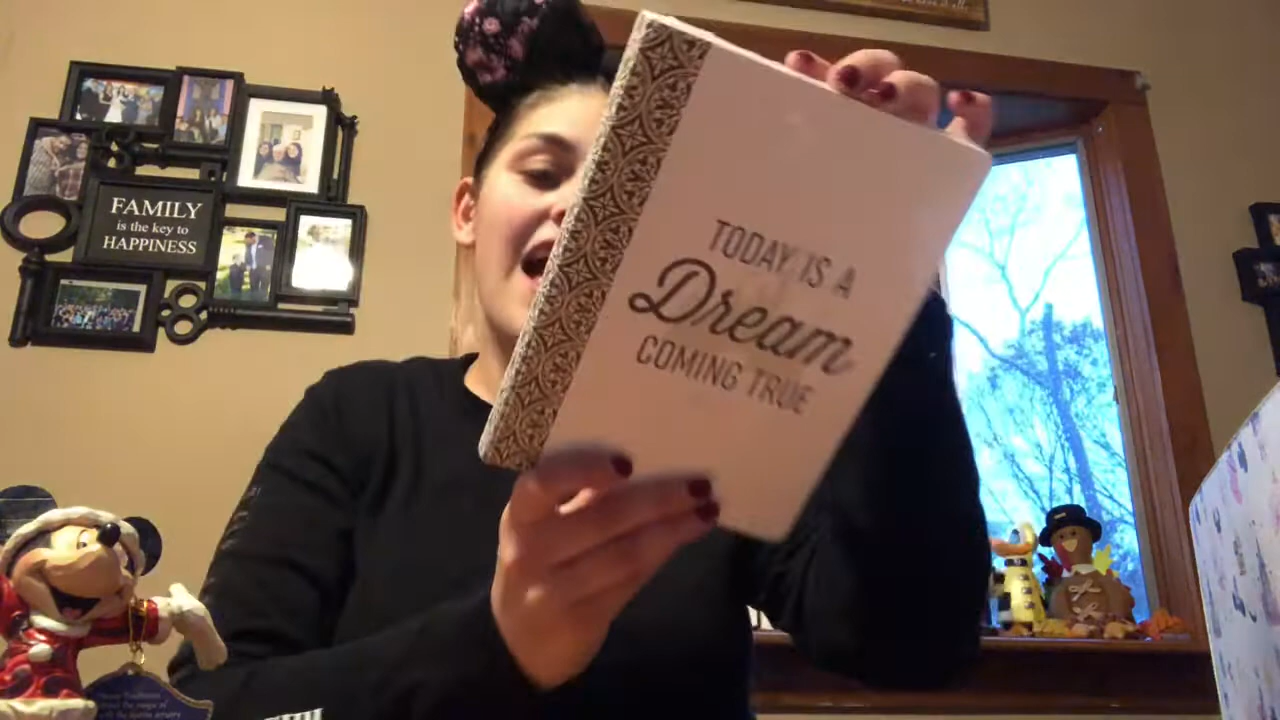 FAMILY
is the key to
HAPPINESS
TODAY IS A
Dream
COMING TRUE